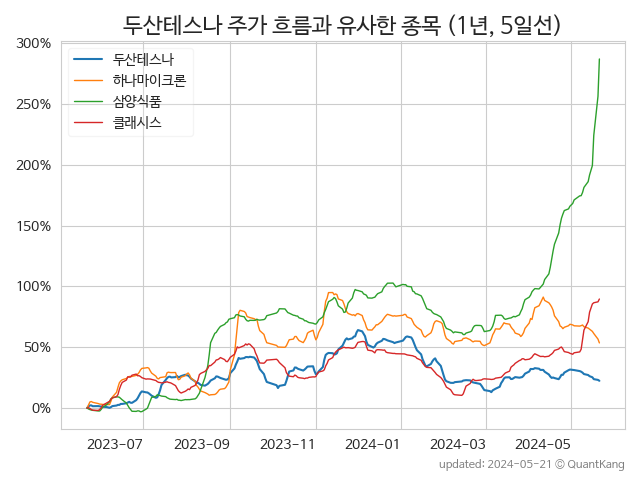 두산테스나 주가 흐름과 유사한 종목 (1년, 5일선)
300%
250%
200%
150%
100%
50%
0%
두산테스나
하나마이크론
삼양식품
클래시스
2023-07
2023-09
2023-11
2024-01
2024-03
2024-05
updated: 2024-05-21 © QuantKang